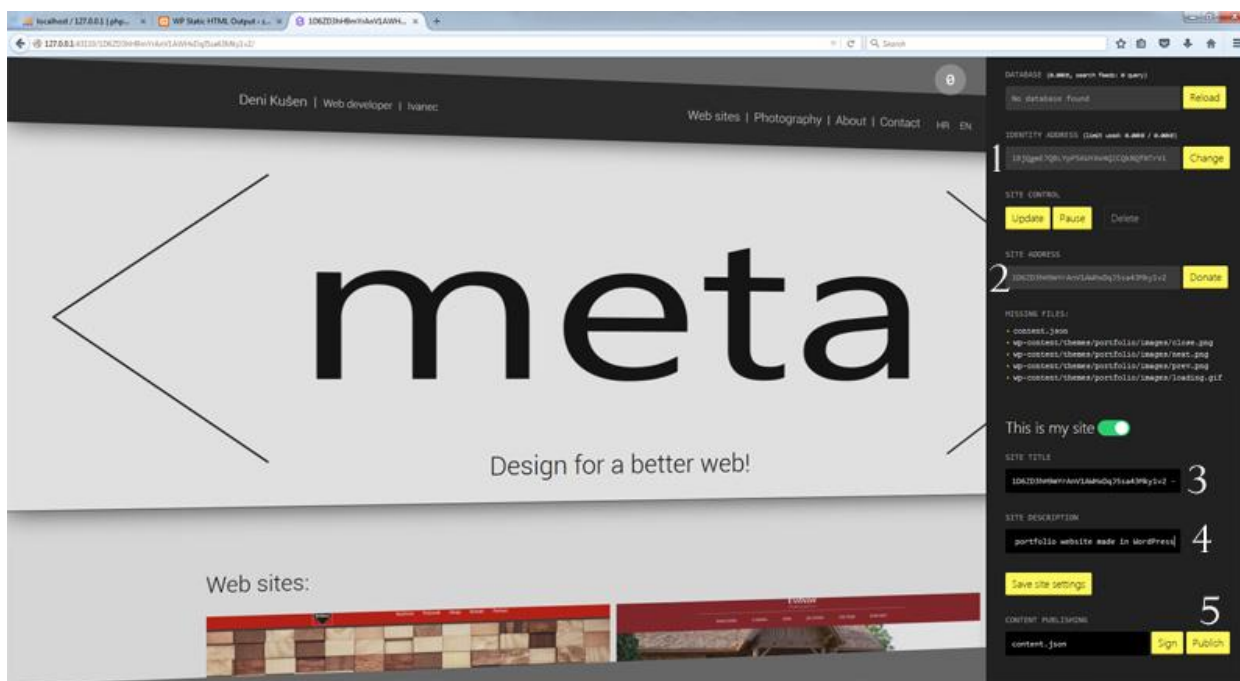 localhost / 127.0.0.1 | php...
WP Static HTML Output ‹ s...
127.0.0.1
Search
0
Deni Kušen | Web developer | Ivanec
Web sites | Photography | About | Contact HR EN
meta
Design for a better web!
Web sites:
DATABASE
No database found Reload
IDENTITY ADDRESS
1
Change
SITE CONTROL
Update Pause Delete
SITE ADDRESS
2
Donate
MISSING FILES:
• content.json
• wp-content/themes/portfolio/images/close.png
• wp-content/themes/portfolio/images/next.png
• wp-content/themes/portfolio/images/prev.png
• wp-content/themes/portfolio/images/loading.gif
This is my site
SITE TITLE
3
SITE DESCRIPTION
portfolio website made in WordPress 4
Save site settings
5
CONTENT PUBLISHING
content.json Sign Publish